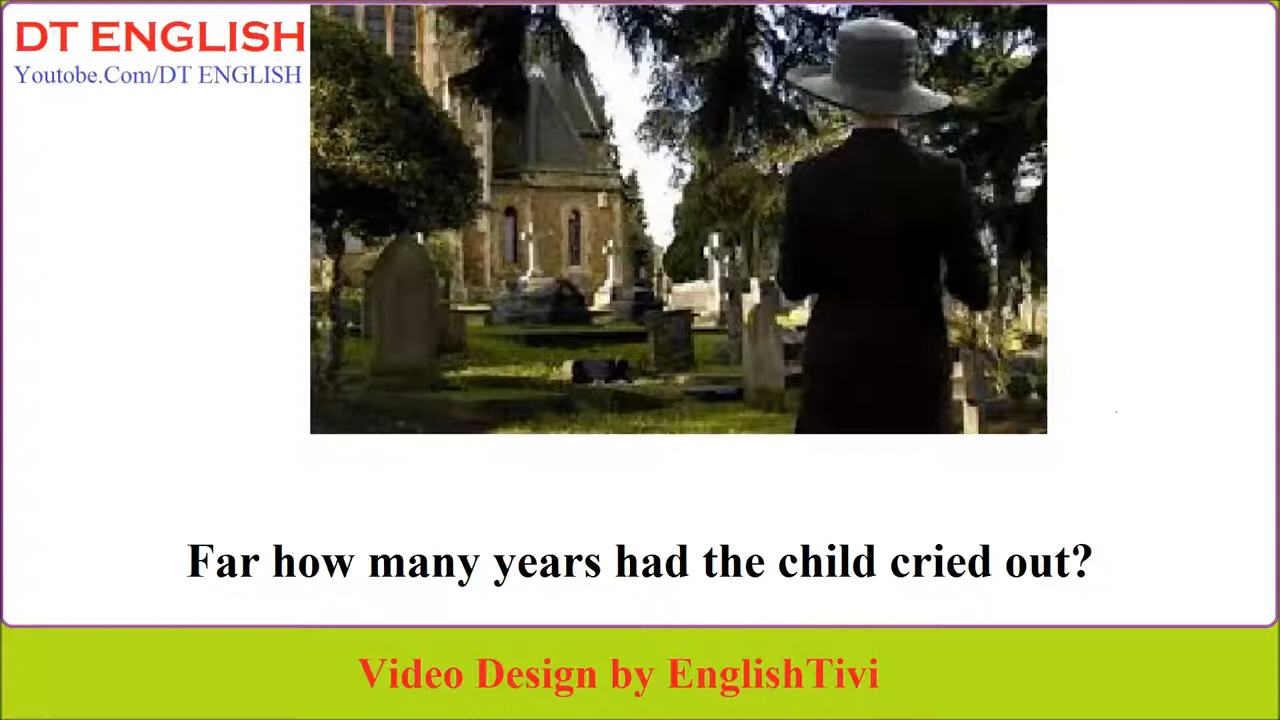 DT ENGLISH
Youtobe.Com/DT ENGLISH
Far how many years had the child cried out?
Video Design by EnglishTivi